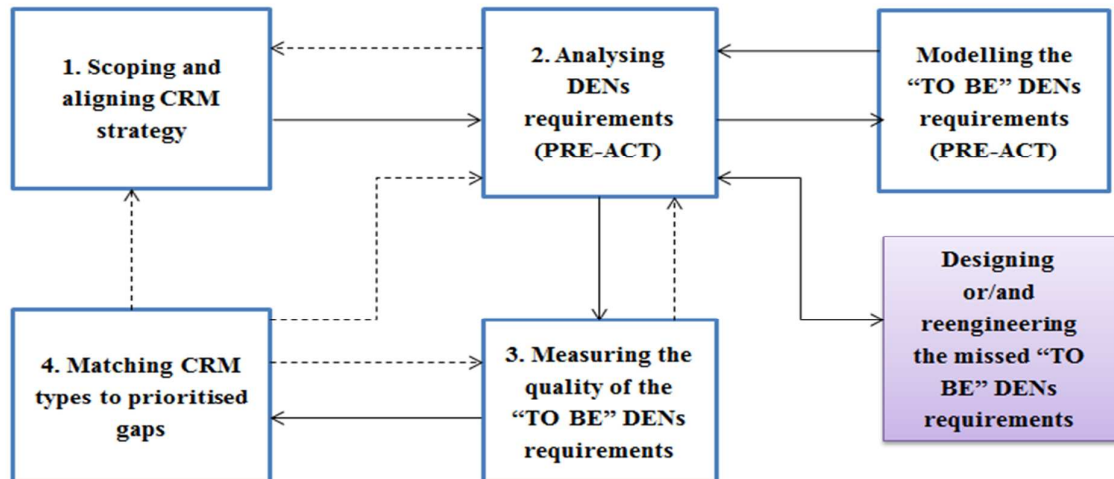 1. Scoping and
aligning CRM
strategy
2. Analysing
DENs
requirements
(PRE-ACT)
Modelling the
“TO BE” DENs
requirements
(PRE-ACT)
4. Matching CRM
types to prioritised
gaps
3. Measuring the
quality of the
“TO BE” DENs
requirements
Designing
or/and
reengineering
the missed “TO
BE” DENs
requirements